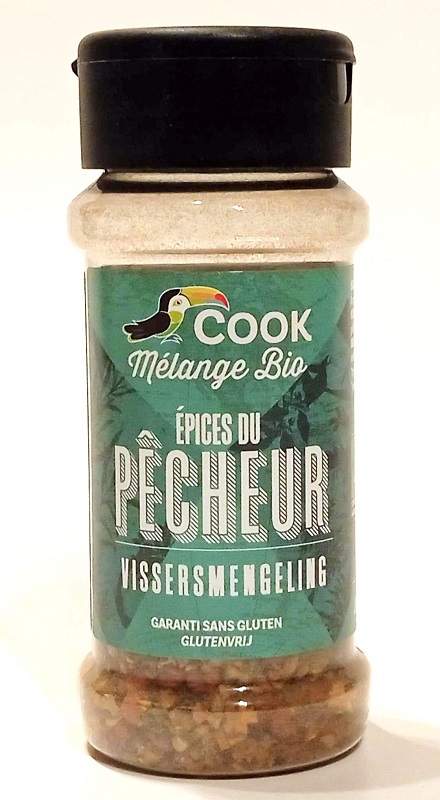 COOK
Mélange Bio
ÉPICES DU
PÊCHEUR
VISSERSMENGELING
GARANTI SANS GLUTEN
GLUTENVRIJ